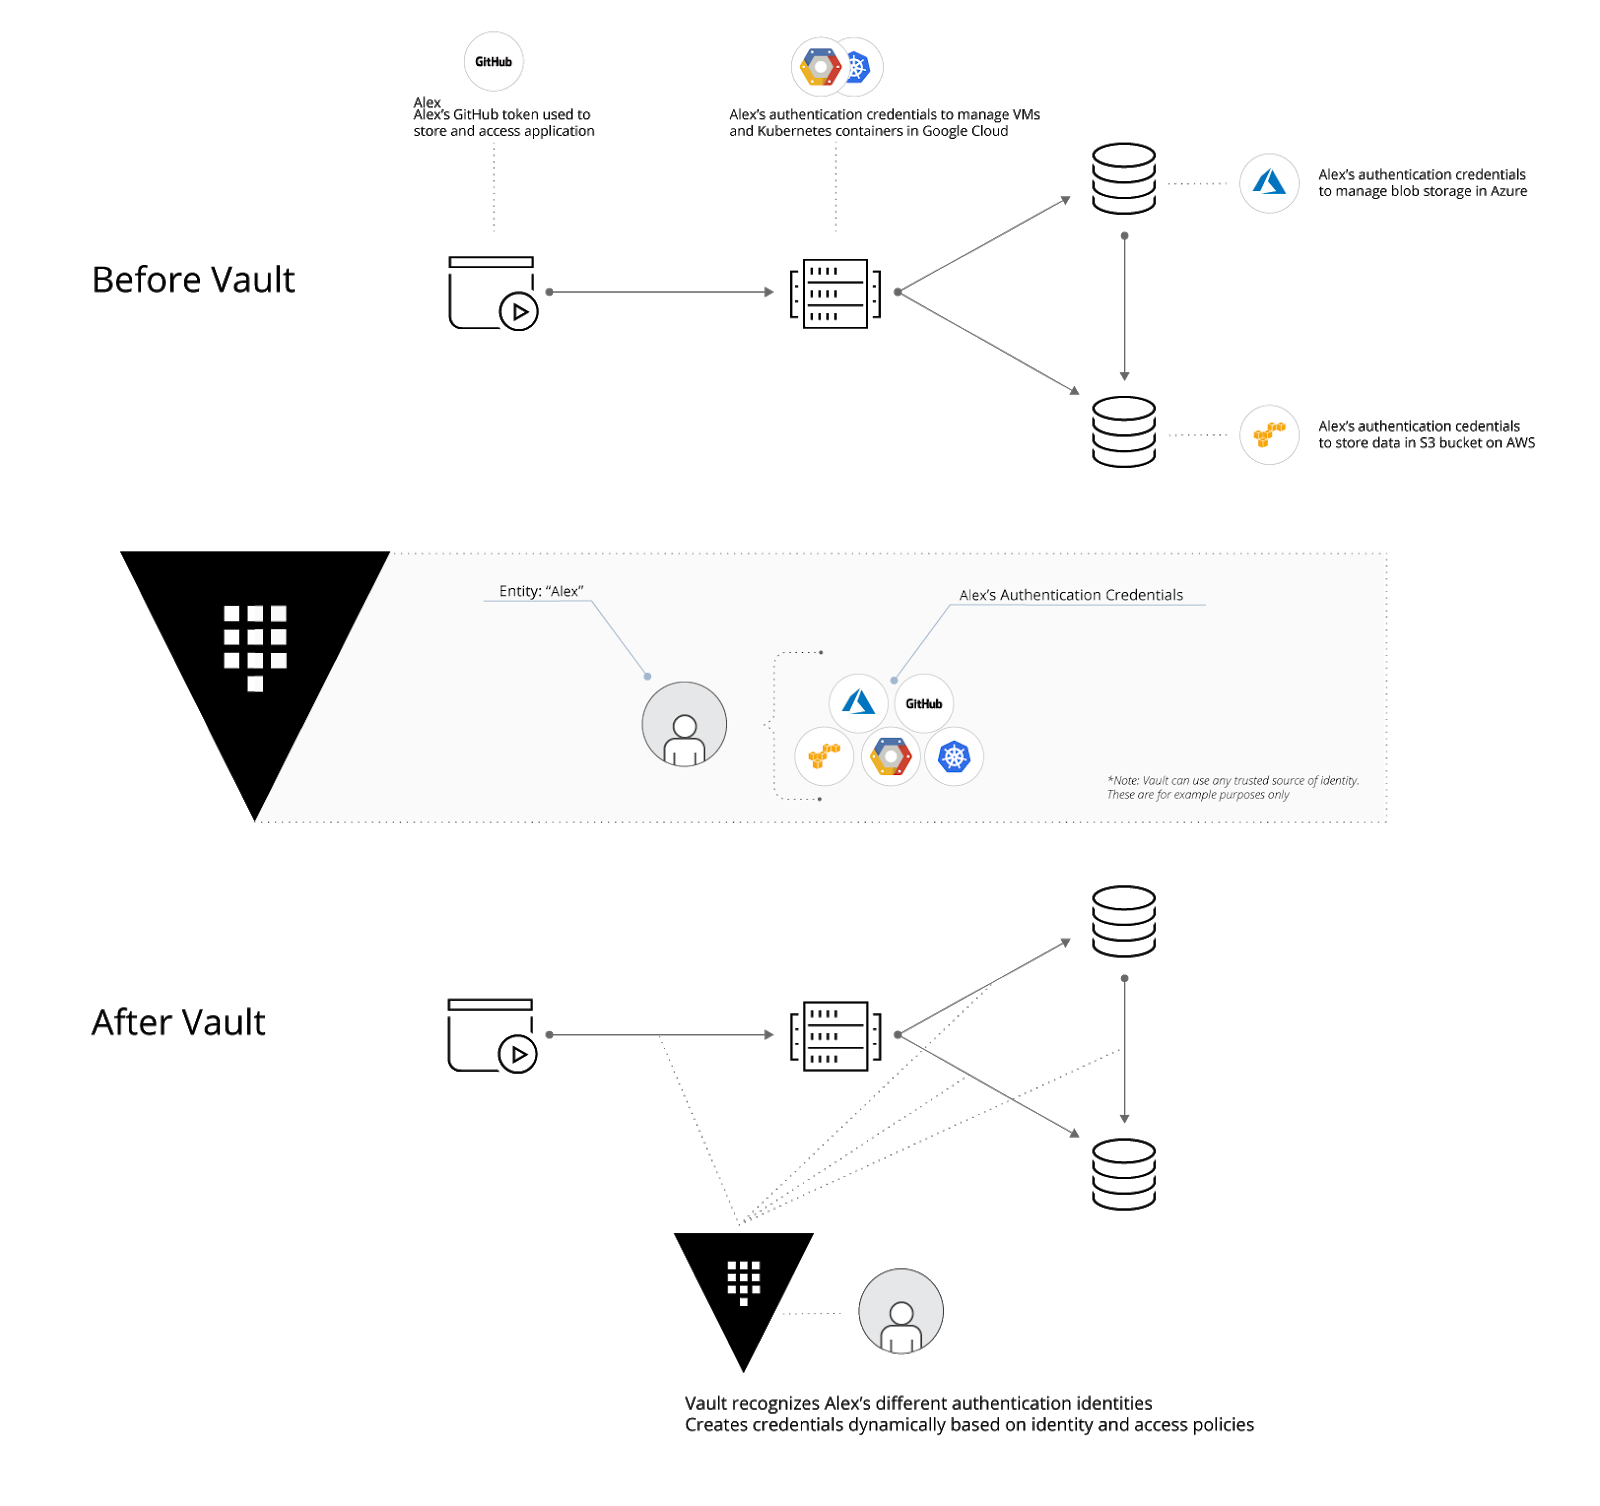 GitHub
Alex
Alex's GitHub token used to
store and access application
Alex's authentication credentials to manage VMs
and Kubernetes containers in Google Cloud
Alex's authentication credentials
to manage blob storage in Azure
Before Vault
Alex's authentication cedentials
to store data in S3 bucket on AWS
Entity: “Alex”
Alex's Authentication Credentials
GitHub
*Note: Vault can use any trusted source of identity.
These are for example purposes only
After Vault
Vault recognizes Alex's different authentication identities
Creates credentials dynamically based on identity and access policies